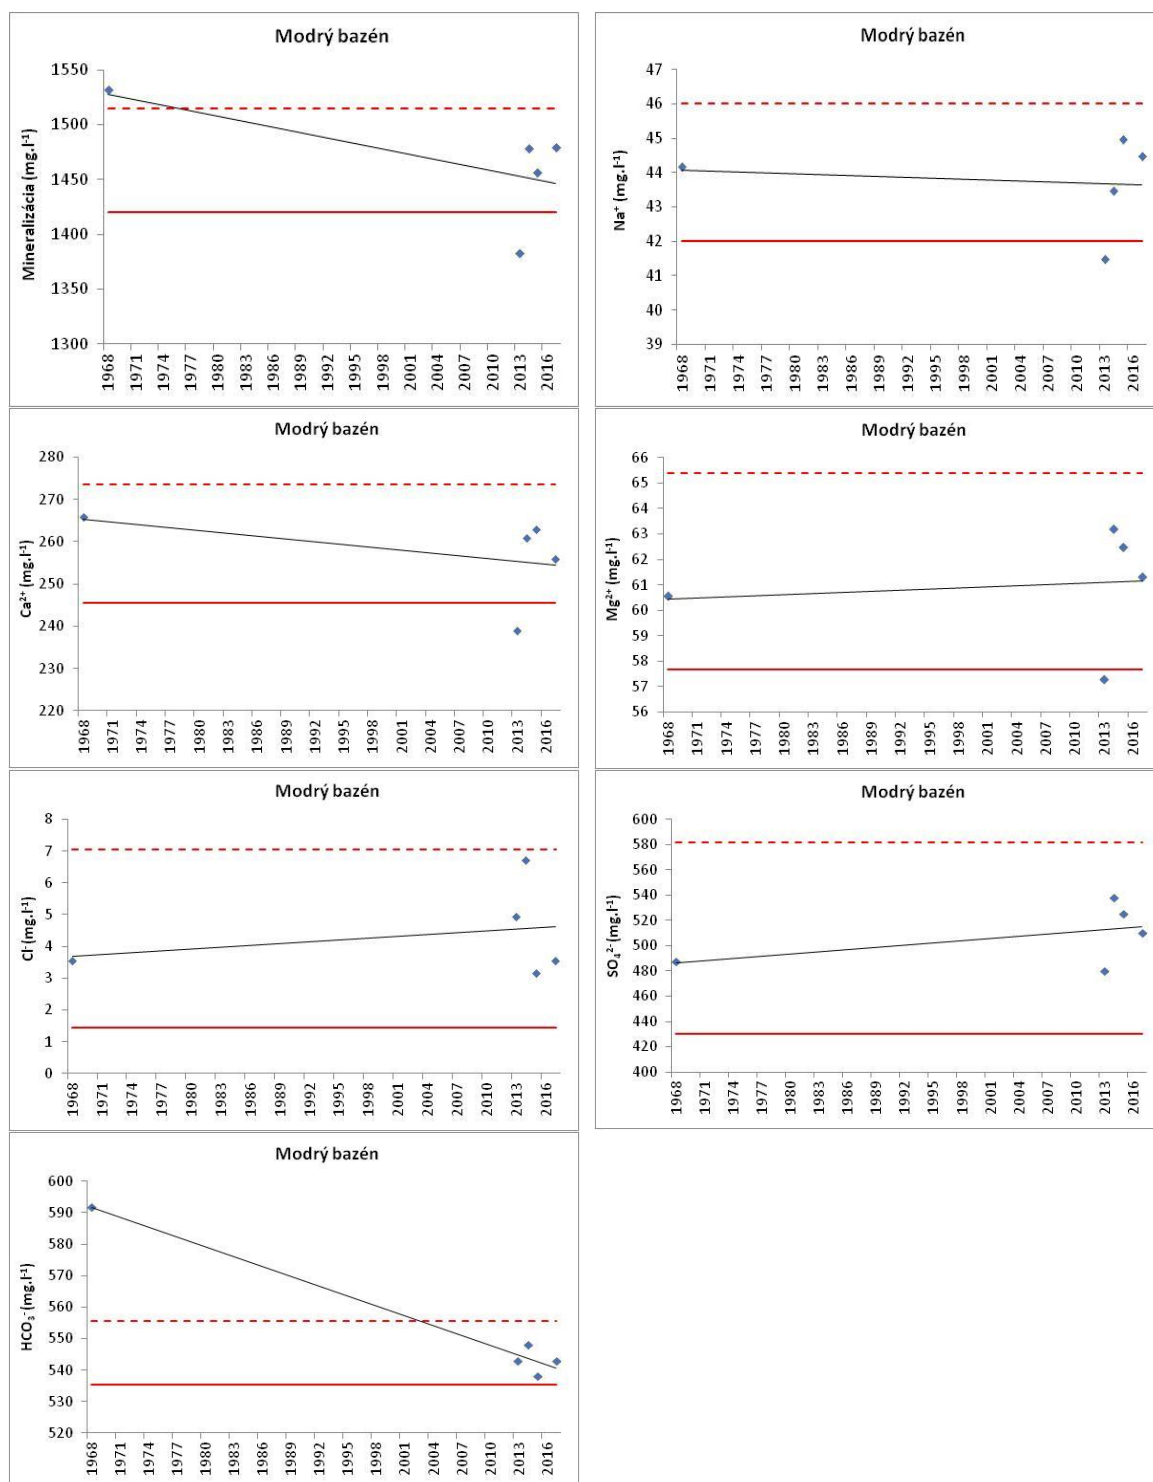 Modrý bazén
Mineralizácia (mg.l⁻¹)
1550
1500
1450
1400
1350
1300
1968 1971 1974 1977 1980 1983 1986 1989 1992 1995 1998 2001 2004 2007 2010 2013 2016
Modrý bazén
Na⁺ (mg.l⁻¹)
47
46
45
44
43
42
41
40
39
1968 1971 1974 1977 1980 1983 1986 1989 1992 1995 1998 2001 2004 2007 2010 2013 2016
Modrý bazén
Ca²⁺ (mg.l⁻¹)
280
270
260
250
240
230
220
1968 1971 1974 1977 1980 1983 1986 1989 1992 1995 1998 2001 2004 2007 2010 2013 2016
Modrý bazén
Mg²⁺ (mg.l⁻¹)
66
65
64
63
62
61
60
59
58
57
56
1968 1971 1974 1977 1980 1983 1986 1989 1992 1995 1998 2001 2004 2007 2010 2013 2016
Modrý bazén
Cl⁻ (mg.l⁻¹)
8
7
6
5
4
3
2
1
0
1968 1971 1974 1977 1980 1983 1986 1989 1992 1995 1998 2001 2004 2007 2010 2013 2016
Modrý bazén
SO₄²⁻ (mg.l⁻¹)
600
580
560
540
520
500
480
460
440
420
400
1968 1971 1974 1977 1980 1983 1986 1989 1992 1995 1998 2001 2004 2007 2010 2013 2016
Modrý bazén
HCO₃⁻ (mg.l⁻¹)
600
590
580
570
560
550
540
530
520
1968 1971 1974 1977 1980 1983 1986 1989 1992 1995 1998 2001 2004 2007 2010 2013 2016